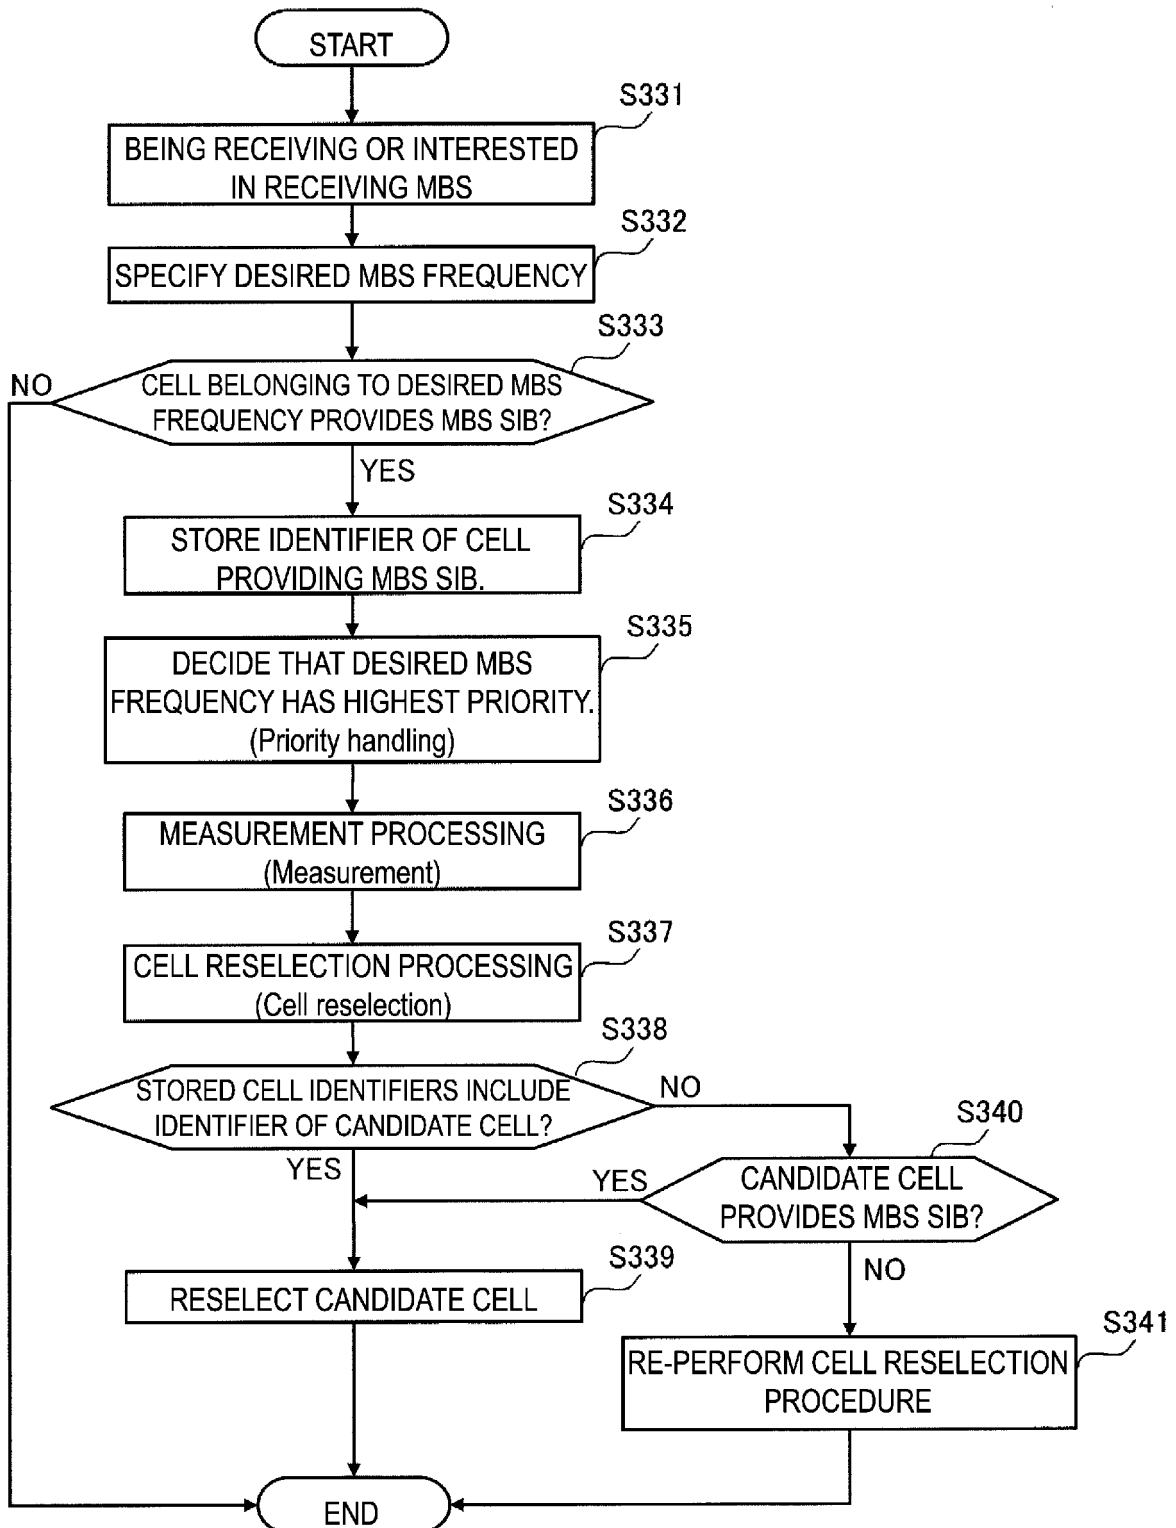 START
S331
BEING RECEIVING OR INTERESTED
IN RECEIVING MBS
S332
SPECIFY DESIRED MBS FREQUENCY
S333
NO
CELL BELONGING TO DESIRED MBS
FREQUENCY PROVIDES MBS SIB?
YES
S334
STORE IDENTIFIER OF CELL
PROVIDING MBS SIB.
S335
DECIDE THAT DESIRED MBS
FREQUENCY HAS HIGHEST PRIORITY.
(Priority handling)
S336
MEASUREMENT PROCESSING
(Measurement)
S337
CELL RESELECTION PROCESSING
(Cell reselection)
S338
STORED CELL IDENTIFIERS INCLUDE
IDENTIFIER OF CANDIDATE CELL?
NO
S340
YES
YES
CANDIDATE CELL
PROVIDES MBS SIB?
S339
NO
RESELECT CANDIDATE CELL
S341
RE-PERFORM CELL RESELECTION
PROCEDURE
END